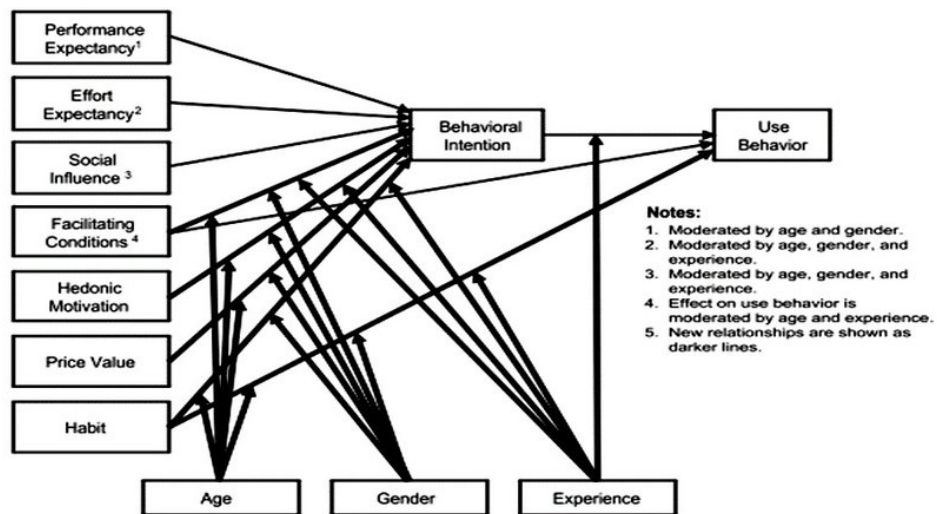 Performance
Expectancy1
Effort
Expectancy2
Social
Influence 3
Facilitating
Conditions 4
Hedonic
Motivation
Price Value
Habit
Behavioral
Intention
Use
Behavior
Notes:
1. Moderated by age and gender.
2. Moderated by age, gender, and
experience.
3. Moderated by age, gender, and
experience.
4. Effect on use behavior is
moderated by age and experience.
5. New relationships are shown as
darker lines.
Age
Gender
Experience